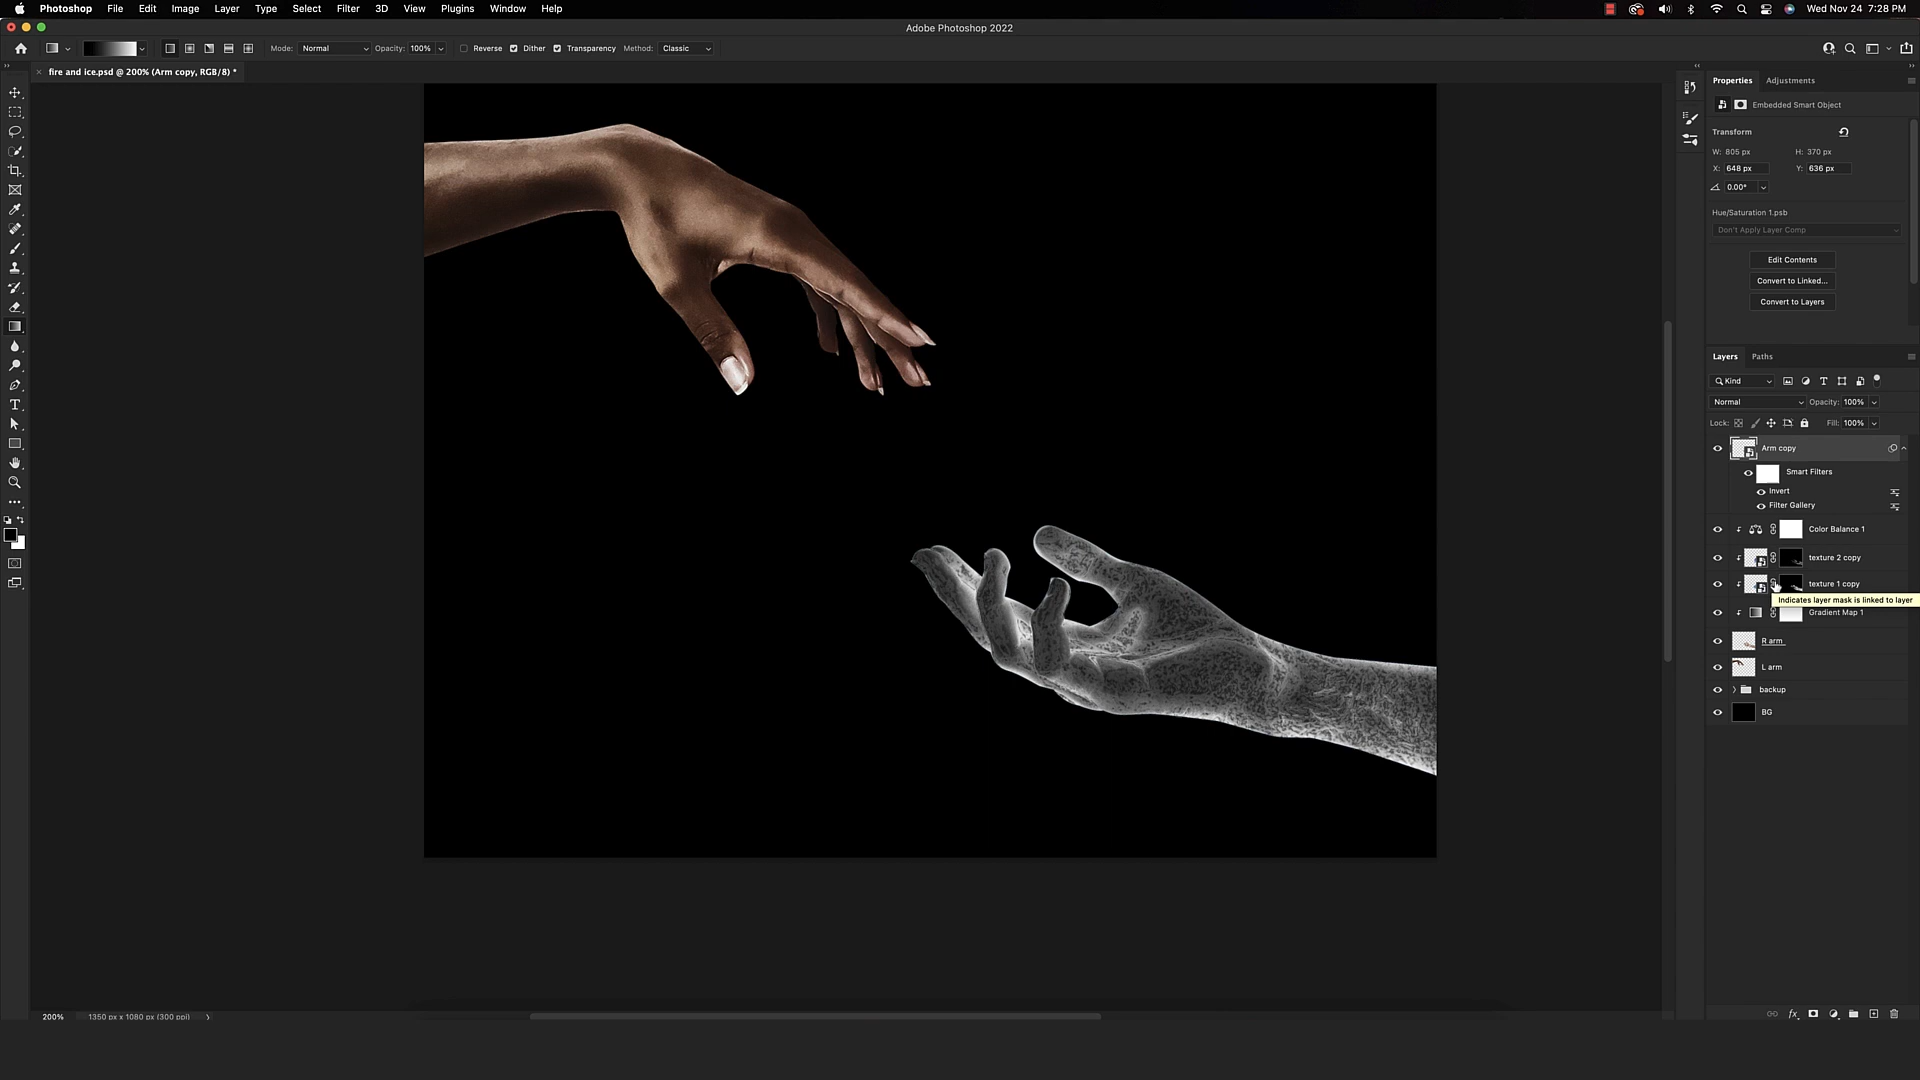 Photoshop File Edit Image Layer Type Select Filter 3D View Plugins Window Help Wed Nov 24 7:28 PM
Adobe Photoshop 2022
Mode: Normal Opacity: 100% Reverse Dither Transparency Method: Classic
fire and ice.psd @ 200% (Arm copy, RGB/8) *
Properties Adjustments
Embedded Smart Object
Transform
W: 805 px H: 370 px
X: 648 px Y: 636 px
0.00°
Hue/Saturation 1.psb
Don't Apply Layer Comp
Edit Contents
Convert to Linked...
Convert to Layers
Layers Paths
Kind
Normal Opacity: 100%
Lock: Fill: 100%
Arm copy
Smart Filters
Invert
Filter Gallery
Color Balance 1
texture 2 copy
texture 1 copy
Indicates layer mask is linked to layer
Gradient Map 1
R arm
L arm
backup
BG
200% 1350 px x 1080 px (300 ppi)